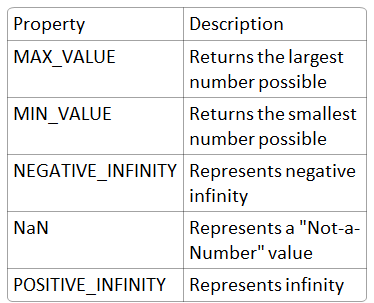 Property Description
MAX_VALUE Returns the largest
number possible
MIN_VALUE Returns the smallest
number possible
NEGATIVE_INFINITY Represents negative
infinity
NaN Represents a "Not-a-
Number" value
POSITIVE_INFINITY Represents infinity